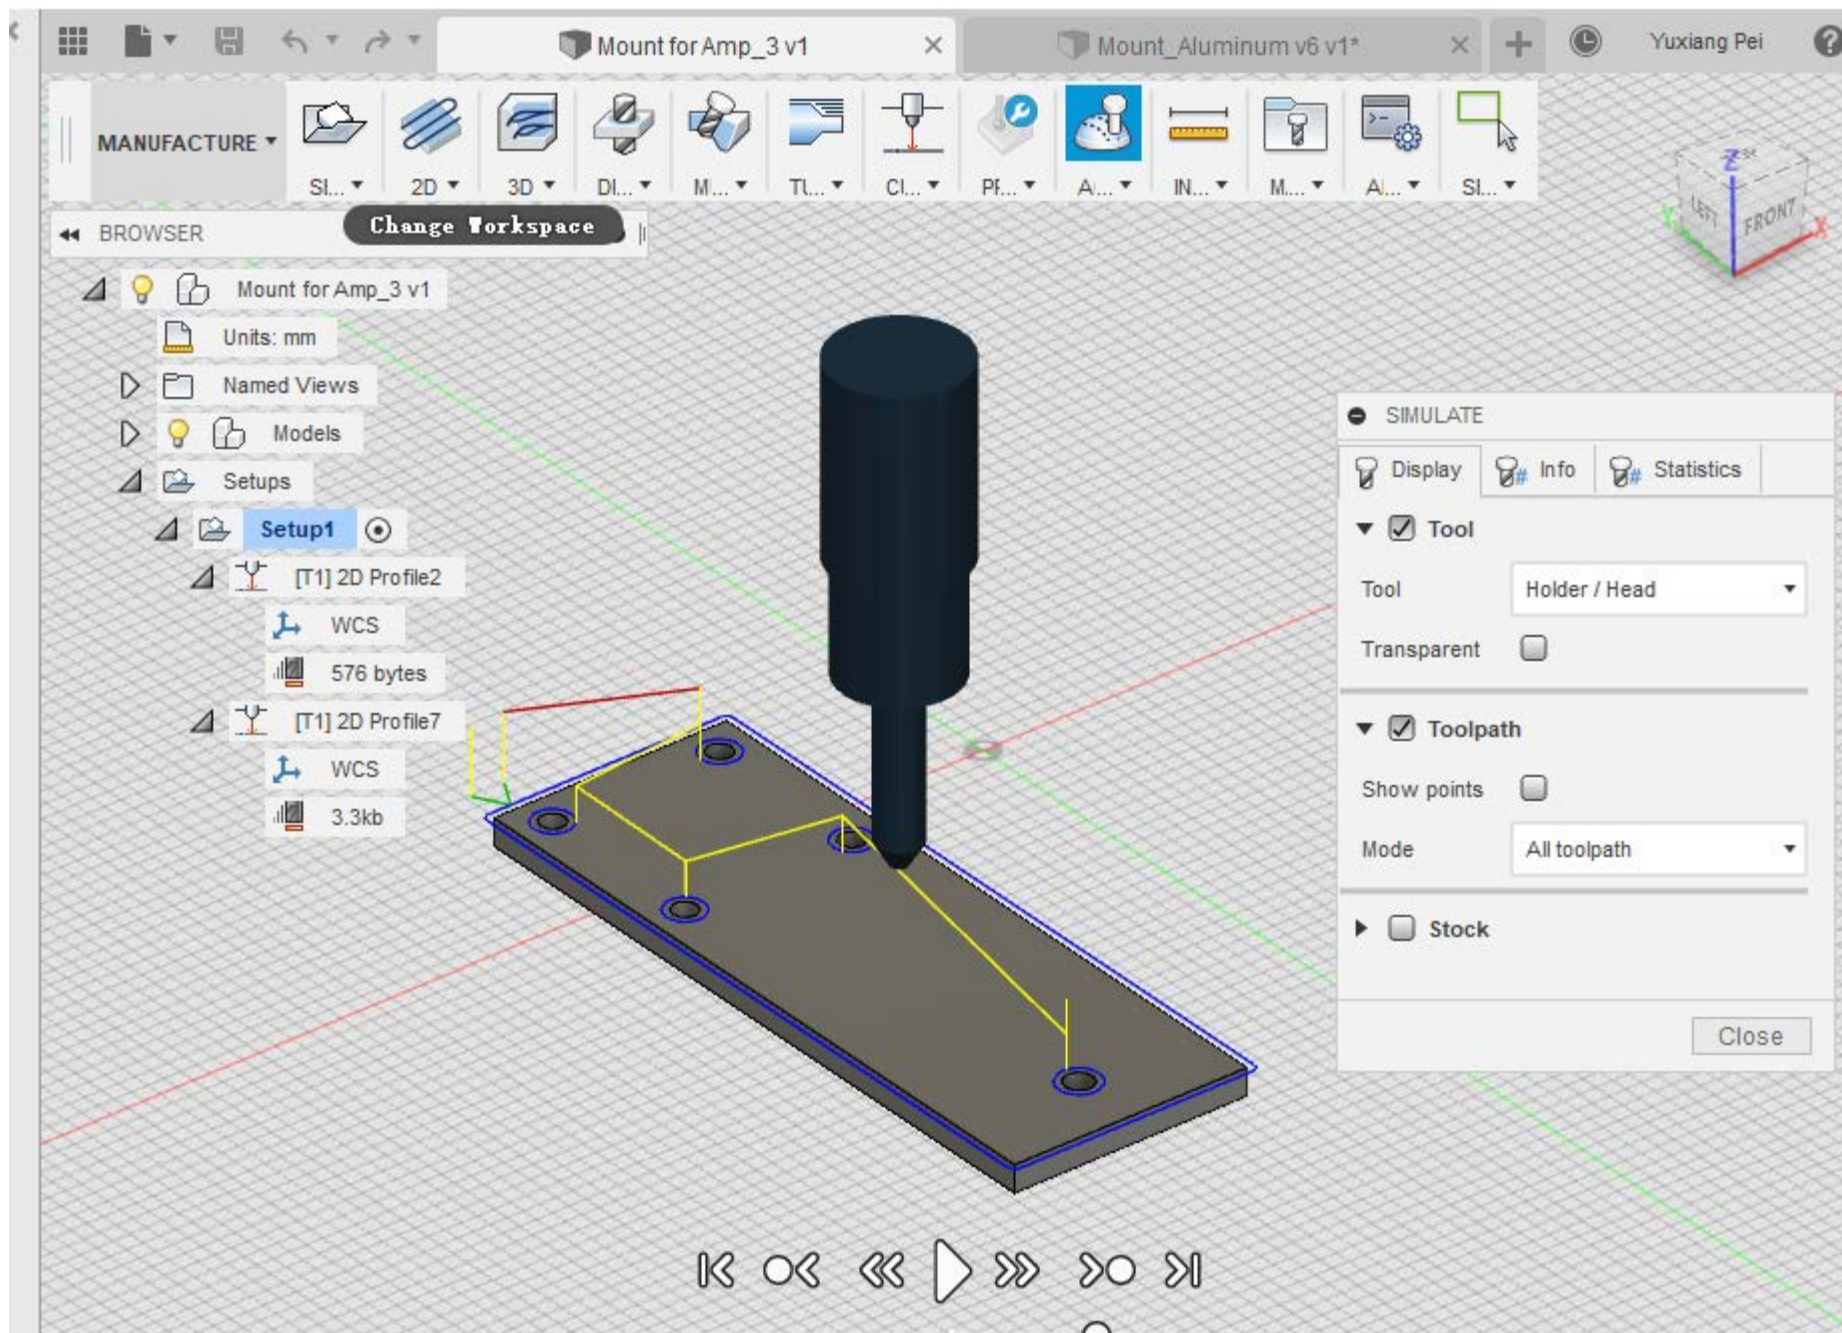 Mount for Amp_3 v1
Mount_Aluminum v6 v1*
Yuxiang Pei
MANUFACTURE
SI...
2D
3D
DI...
M...
TU...
CU...
PF...
A...
IN...
M...
A...
SI...
Change Workspace
BROWSER
Z
LEFT
FRONT
Y
X
Mount for Amp_3 v1
Units: mm
Named Views
Models
Setups
Setup1
[T1] 2D Profile2
WCS
576 bytes
[T1] 2D Profile7
WCS
3.3kb
SIMULATE
Display
Info
Statistics
Tool
Tool
Holder / Head
Transparent
Toolpath
Show points
Mode
All toolpath
Stock
Close